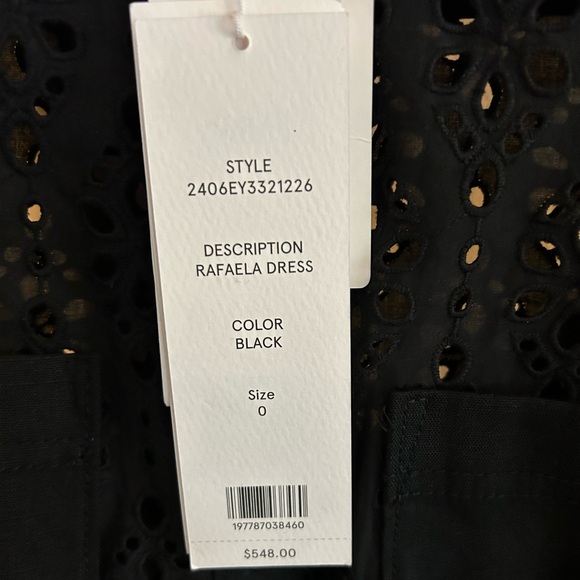 STYLE
2406EY3321226
DESCRIPTION
RAFAELA DRESS
COLOR
BLACK
Size
0
197787038460
$548.00